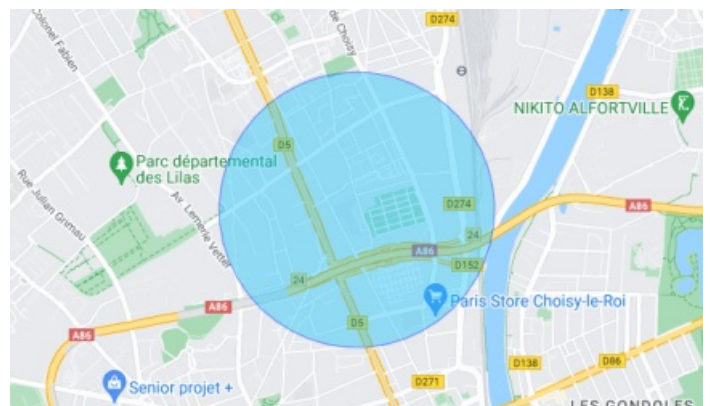 Colonel Fabien
de Choisy
D274
D138
NIKITO ALFORTVILLE
D5
Parc départemental
des Lilas
Rue Julian Grimau
Av. Lemerle Vetter
D274
A86
24
A86
D152
24
A86
Paris Store Choisy-le-Roi
D5
A86
D138
D86
Senior projet +
D271
LES GONDOLES